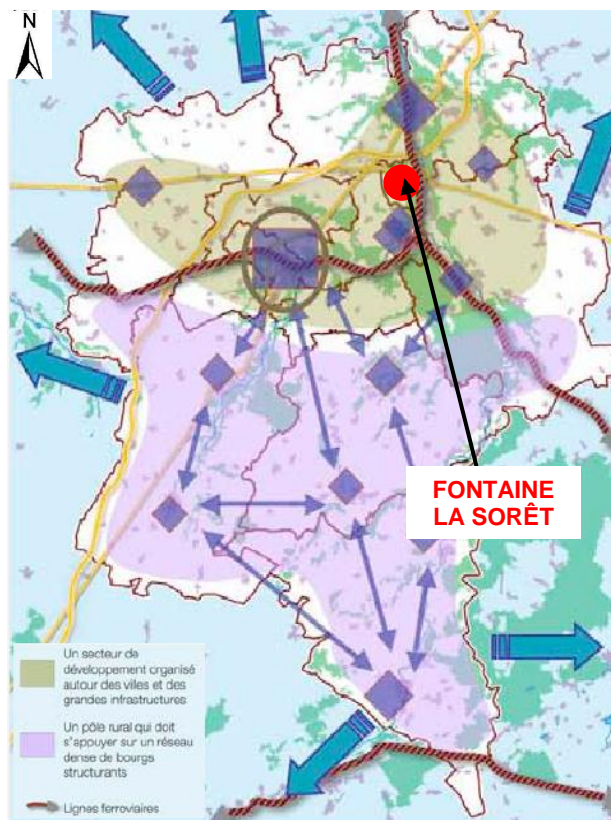 N
FONTAINE
LA SORÊT
Un secteur de
développement organisé
autour des villes et des
grandes infrastructures
Un pôle rural qui doit
s'appuyer sur un réseau
dense de bourgs
structurants
Lignes ferroviaires